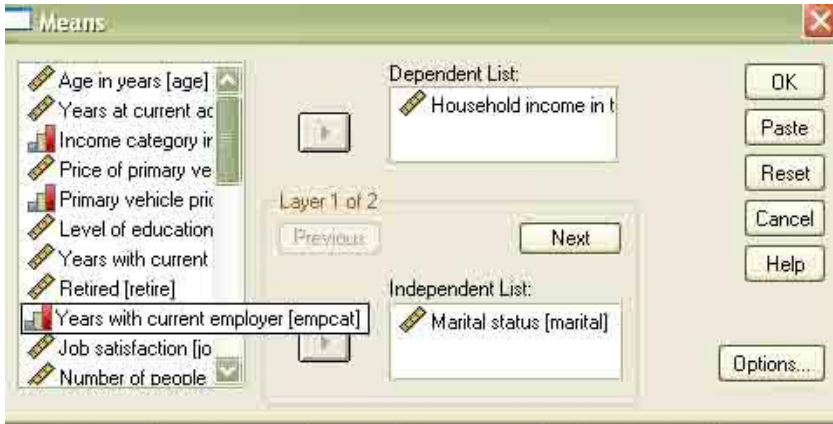 Means
Age in years [age]
Years at current ac
Income category ir
Price of primary ve
Primary vehicle pric
Level of education
Years with current
Retired [retire]
Years with current employer [empcat]
Job satisfaction [jo
Number of people
Dependent List:
Household income in t
Layer 1 of 2
Previous
Next
Independent List:
Marital status [marital]
OK
Paste
Reset
Cancel
Help
Options...